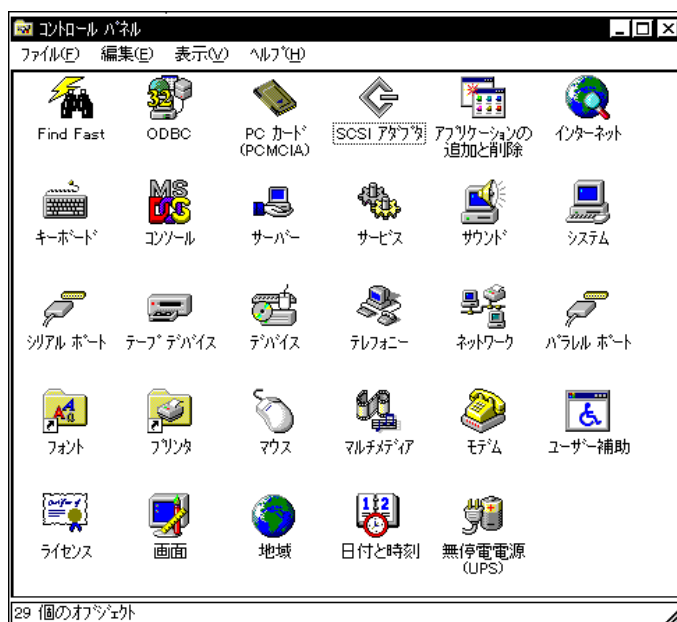 コントロール パネル
ファイル(F) 編集(E) 表示(V) ヘルプ(H)
Find Fast
ODBC
PC カード
(PCMCIA)
SCSI アダプタ
アプリケーションの
追加と削除
インターネット
キーボード
コンソール
サーバー
サービス
サウンド
システム
シリアル ポート
テープ デバイス
デバイス
テレフォニー
ネットワーク
パラレル ポート
フォント
プリンタ
マウス
マルチメディア
モデム
ユーザー補助
ライセンス
画面
地域
日付と時刻
無停電電源
(UPS)
29 個のオブジェクト